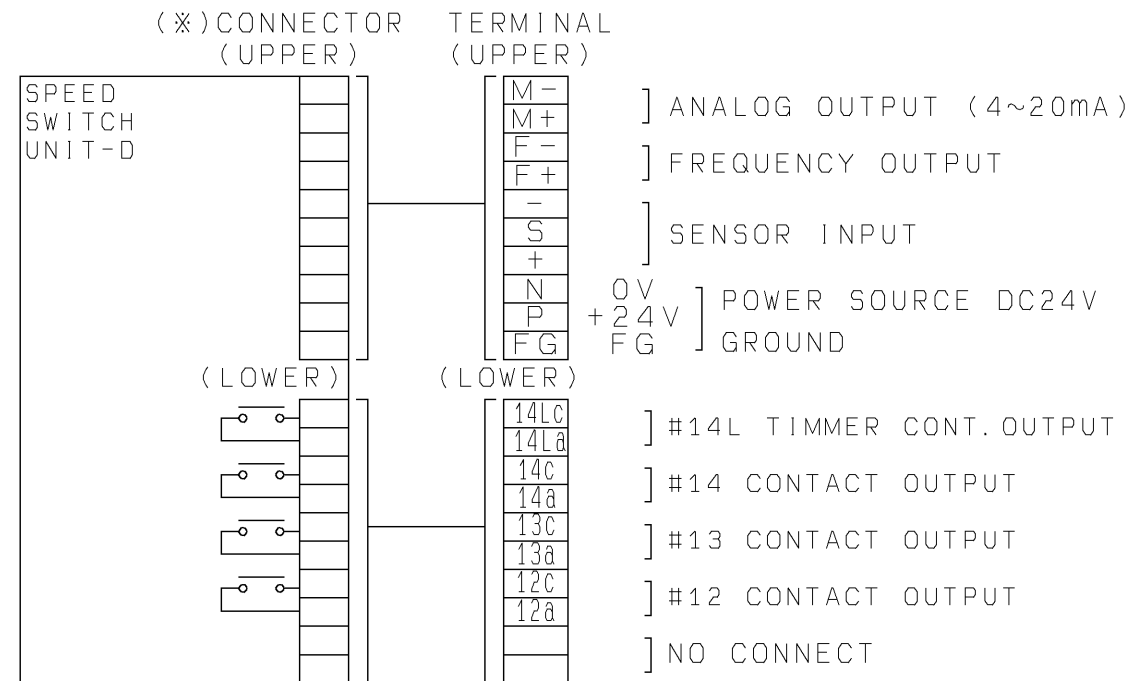 (※)CONNECTOR TERMINAL
(UPPER) (UPPER)
SPEED
SWITCH
UNIT-D
M-
M+
ANALOG OUTPUT (4~20mA)
F-
F+
FREQUENCY OUTPUT
-
S
+
SENSOR INPUT
N 0V
P +24V
FG FG
POWER SOURCE DC24V
GROUND
(LOWER) (LOWER)
14Lc
14La
#14L TIMMER CONT.OUTPUT
14c
14a
#14 CONTACT OUTPUT
13c
13a
#13 CONTACT OUTPUT
12c
12a
#12 CONTACT OUTPUT
NO CONNECT